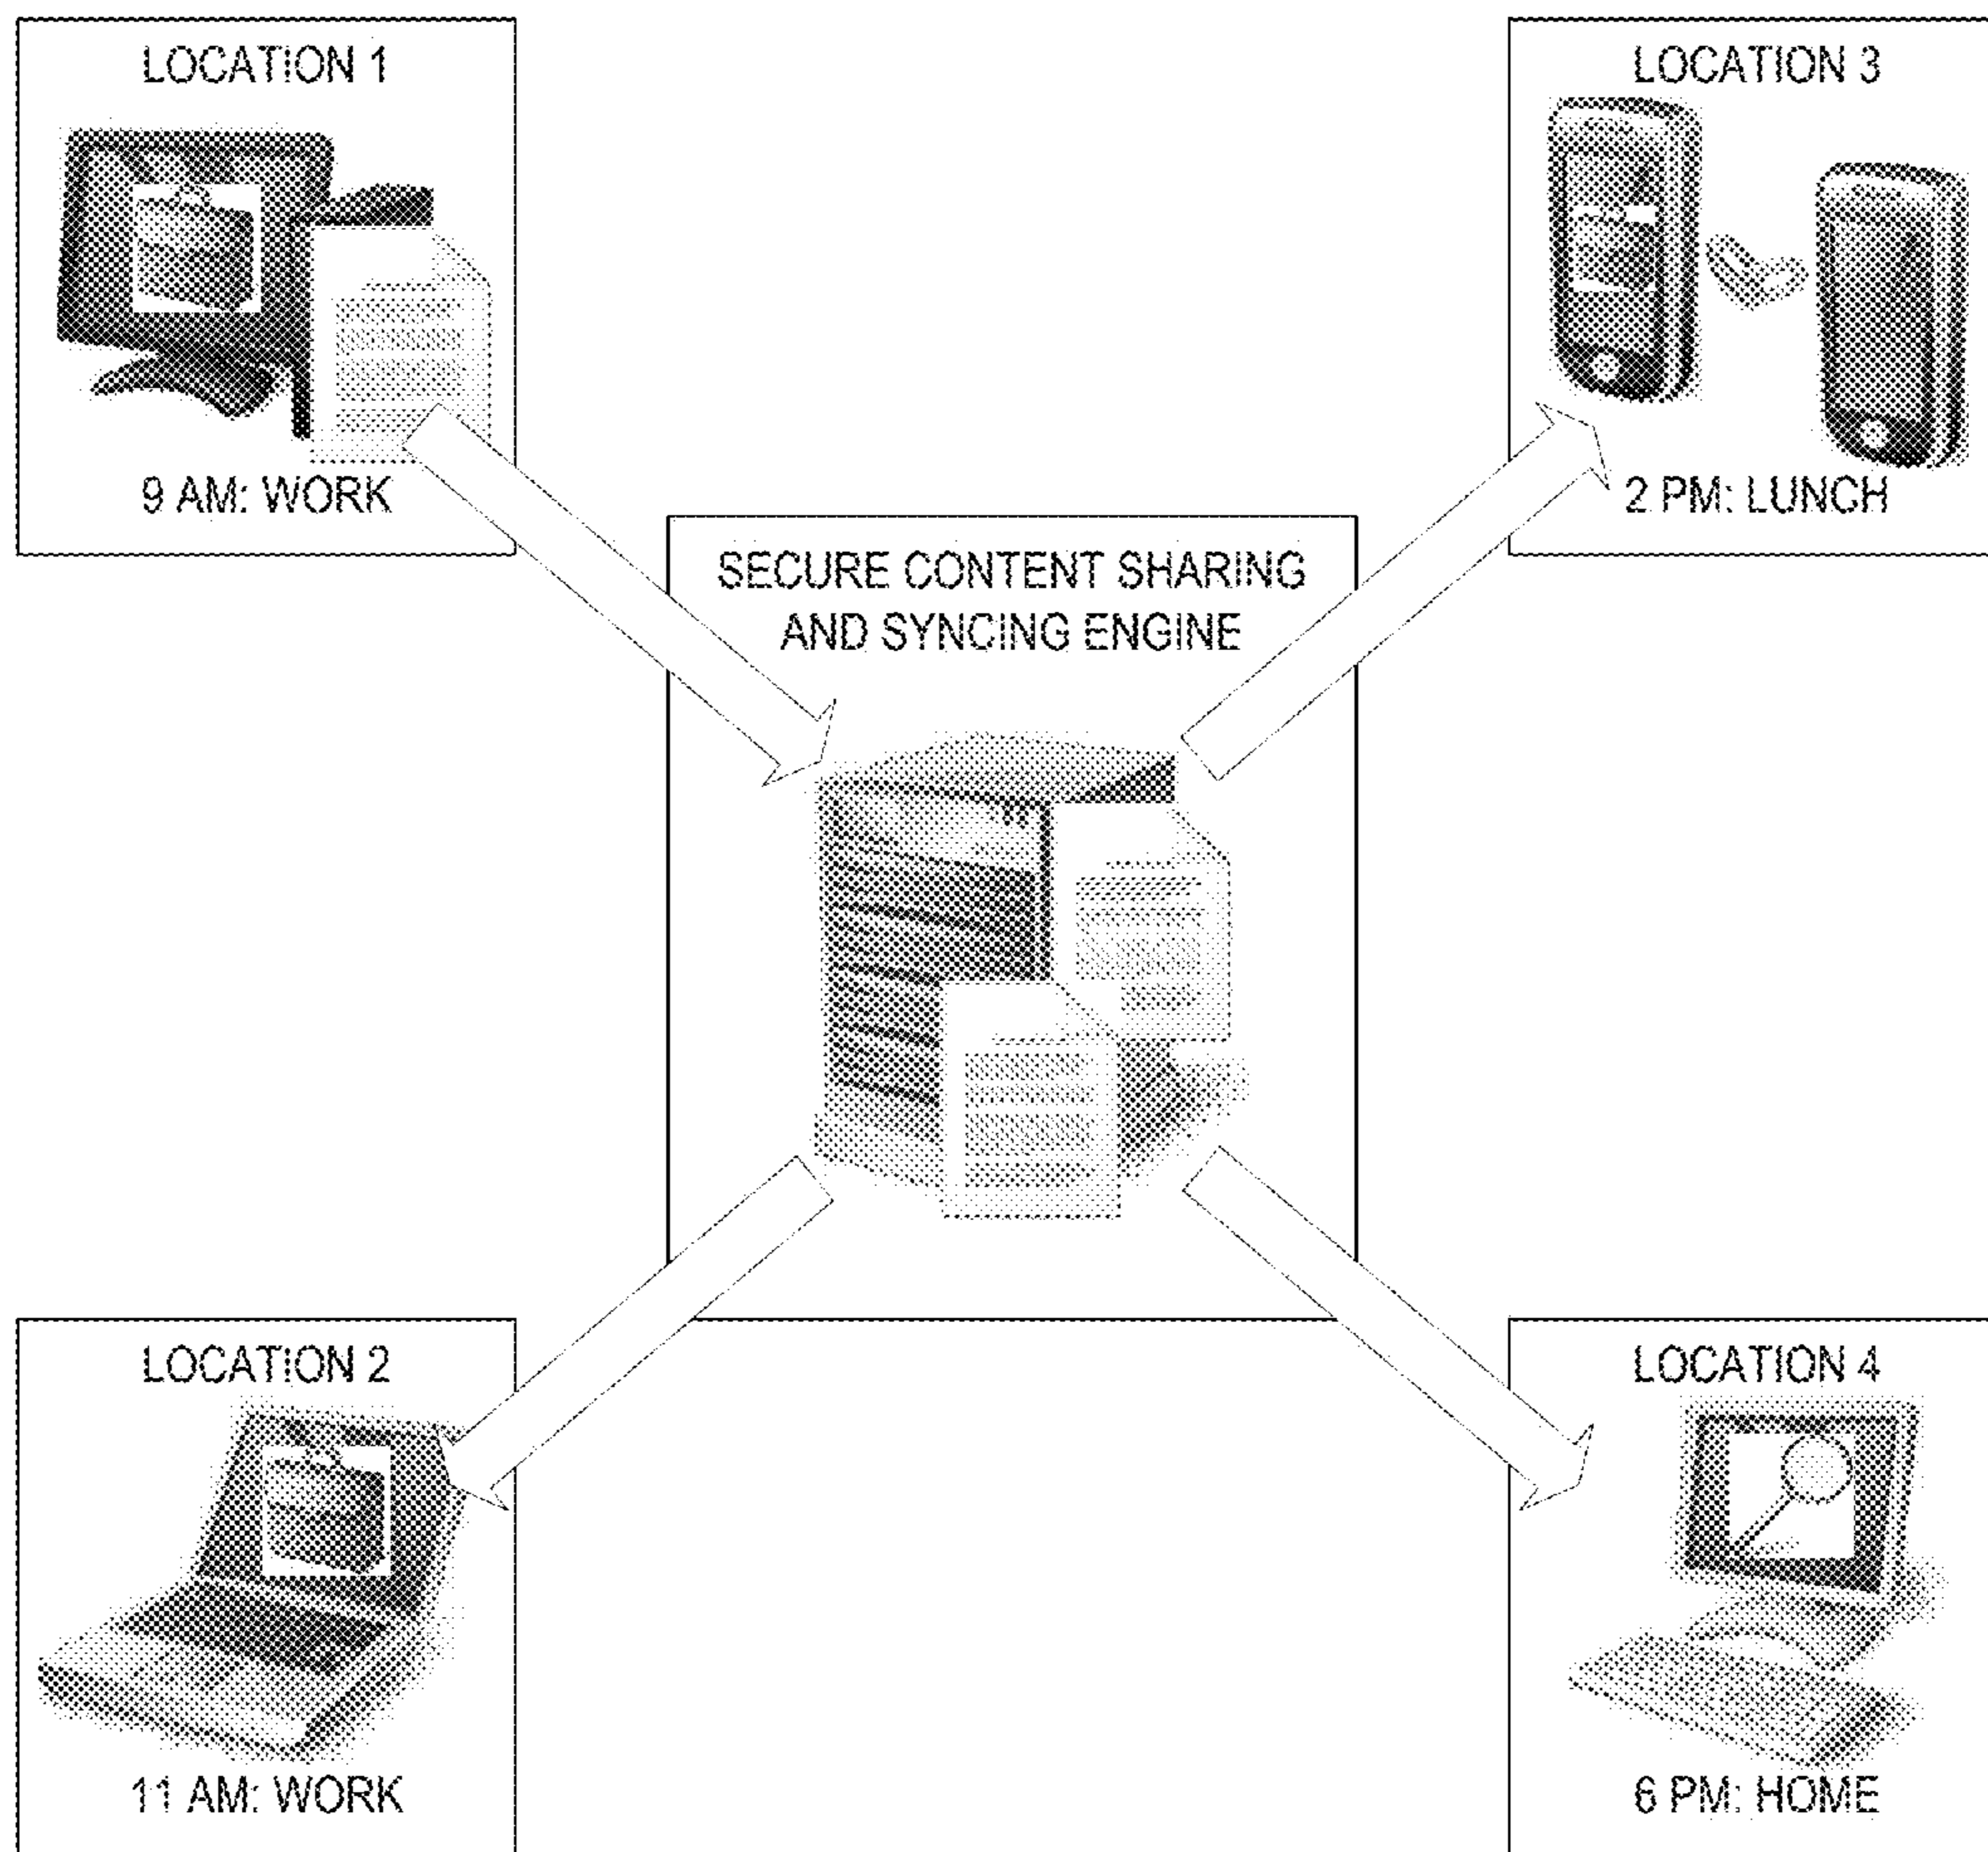 LOCATION 1
9 AM: WORK
LOCATION 3
2 PM: LUNCH
SECURE CONTENT SHARING
AND SYNCING ENGINE
LOCATION 2
11 AM: WORK
LOCATION 4
6 PM: HOME